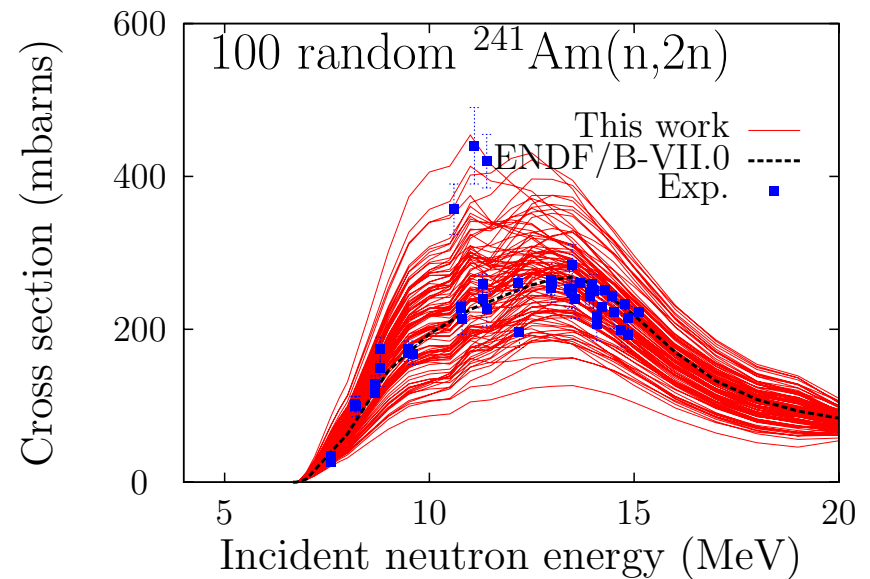 100 random ²⁴¹Am(n,2n)
This work
ENDF/B-VII.0
Exp.
Cross section (mbarns)
600
400
200
0
5 10 15 20
Incident neutron energy (MeV)